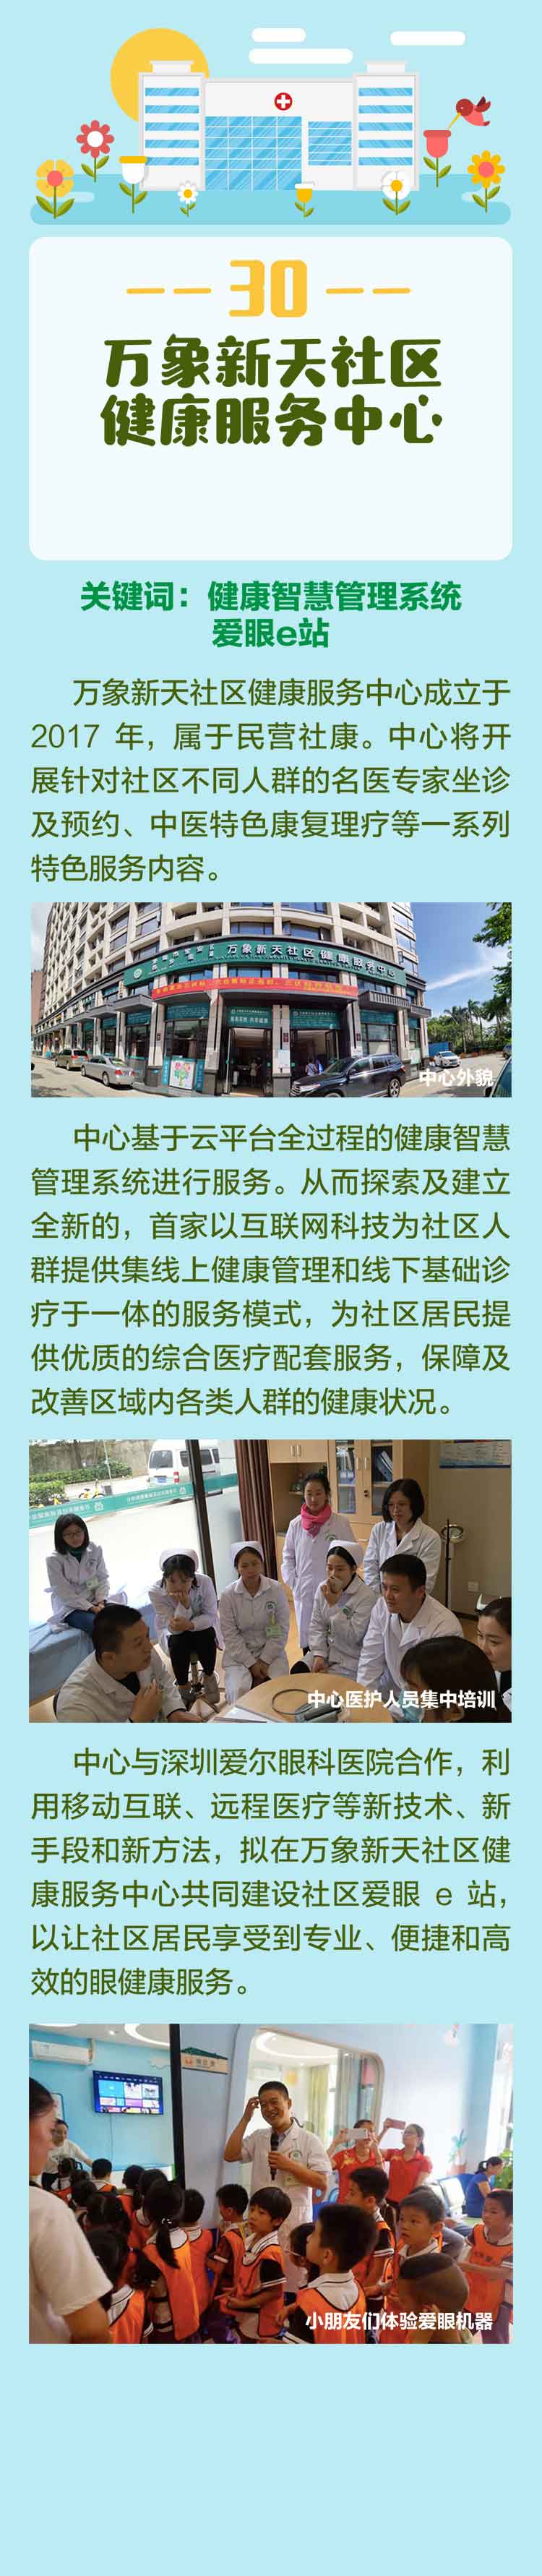 30
万象新天社区
健康服务中心
关键词：健康智慧管理系统
爱眼e站
万象新天社区健康服务中心成立于
2017 年，属于民营社康。中心将开
展针对社区不同人群的名医专家坐诊
及预约、中医特色康复理疗等一系列
特色服务内容。
万象新天社区健康服务中心
中心外貌
中心基于云平台全过程的健康智慧
管理系统进行服务。从而探索及建立
全新的，首家以互联网科技为社区人
群提供集线上健康管理和线下基础诊
疗于一体的服务模式，为社区居民提
供优质的综合医疗配套服务，保障及
改善区域内各类人群的健康状况。
中心医护人员集中培训
中心与深圳爱尔眼科医院合作，利
用移动互联、远程医疗等新技术、新
手段和新方法，拟在万象新天社区健
康服务中心共同建设社区爱眼 e 站，
以让社区居民享受到专业、便捷和高
效的眼健康服务。
小朋友们体验爱眼机器